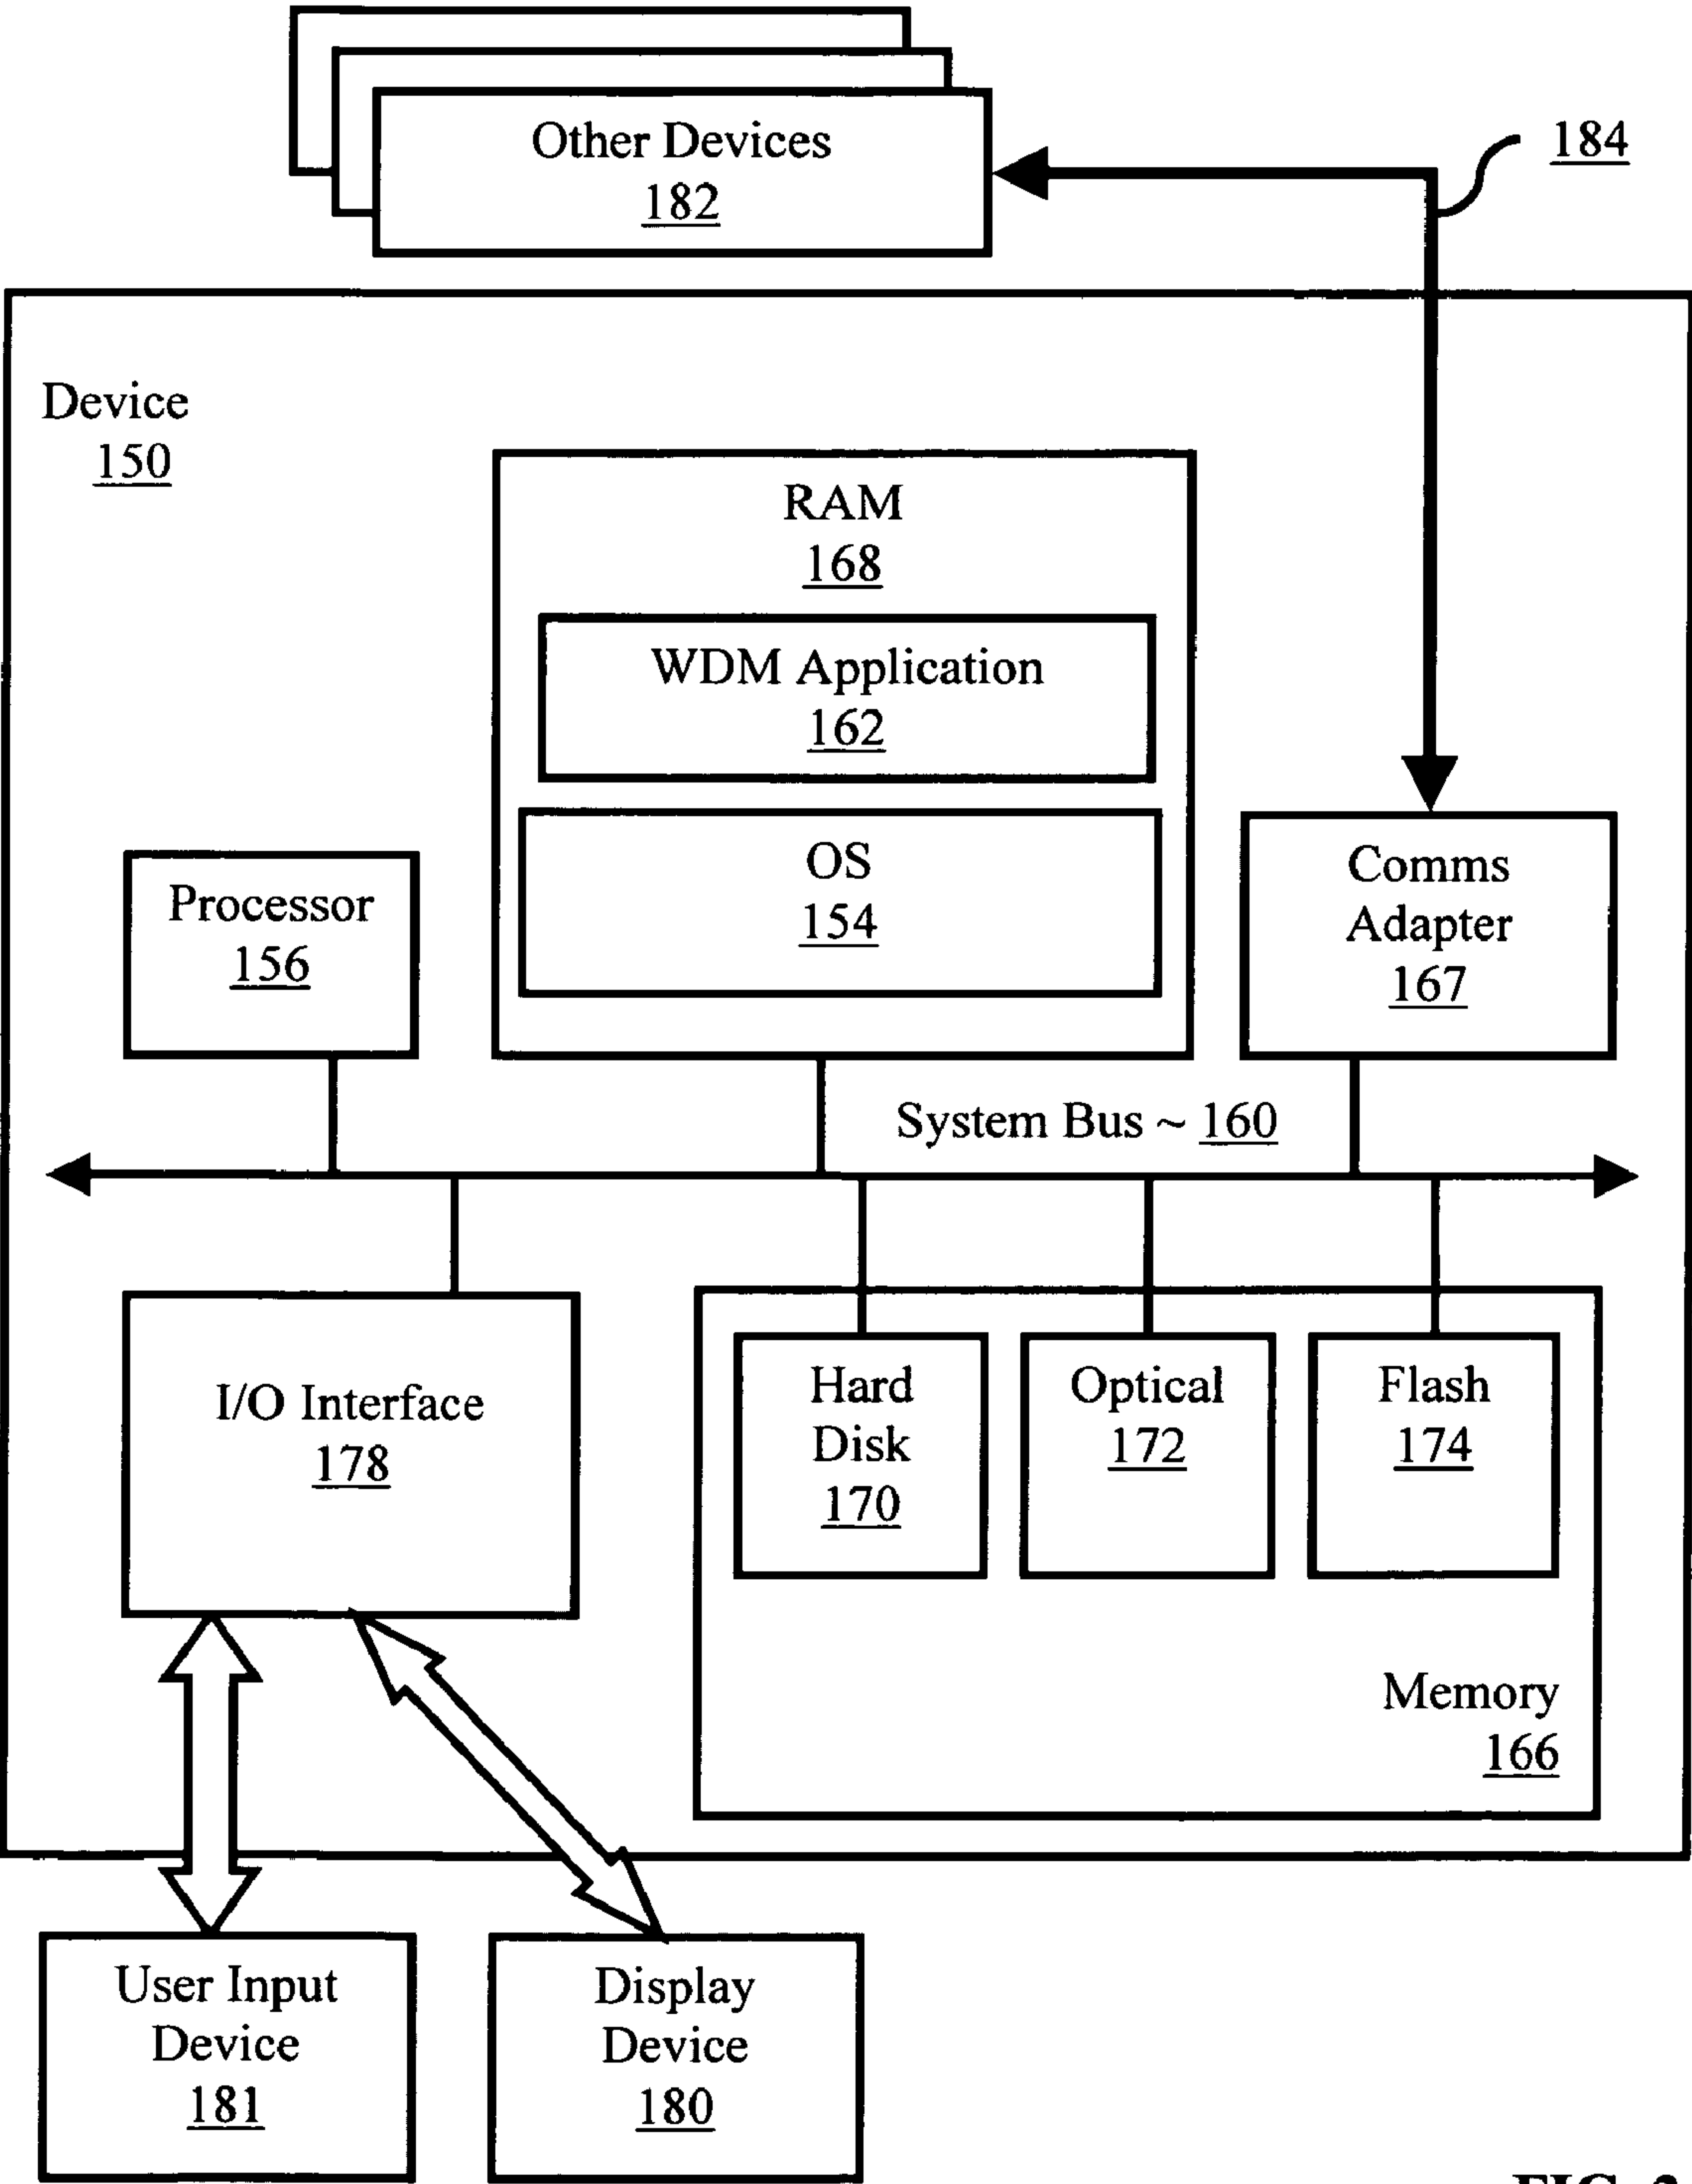 Other Devices
182
184
Device
150
RAM
168
WDM Application
162
OS
154
Processor
156
Comms
Adapter
167
System Bus ~ 160
I/O Interface
178
Hard
Disk
170
Optical
172
Flash
174
Memory
166
User Input
Device
181
Display
Device
180